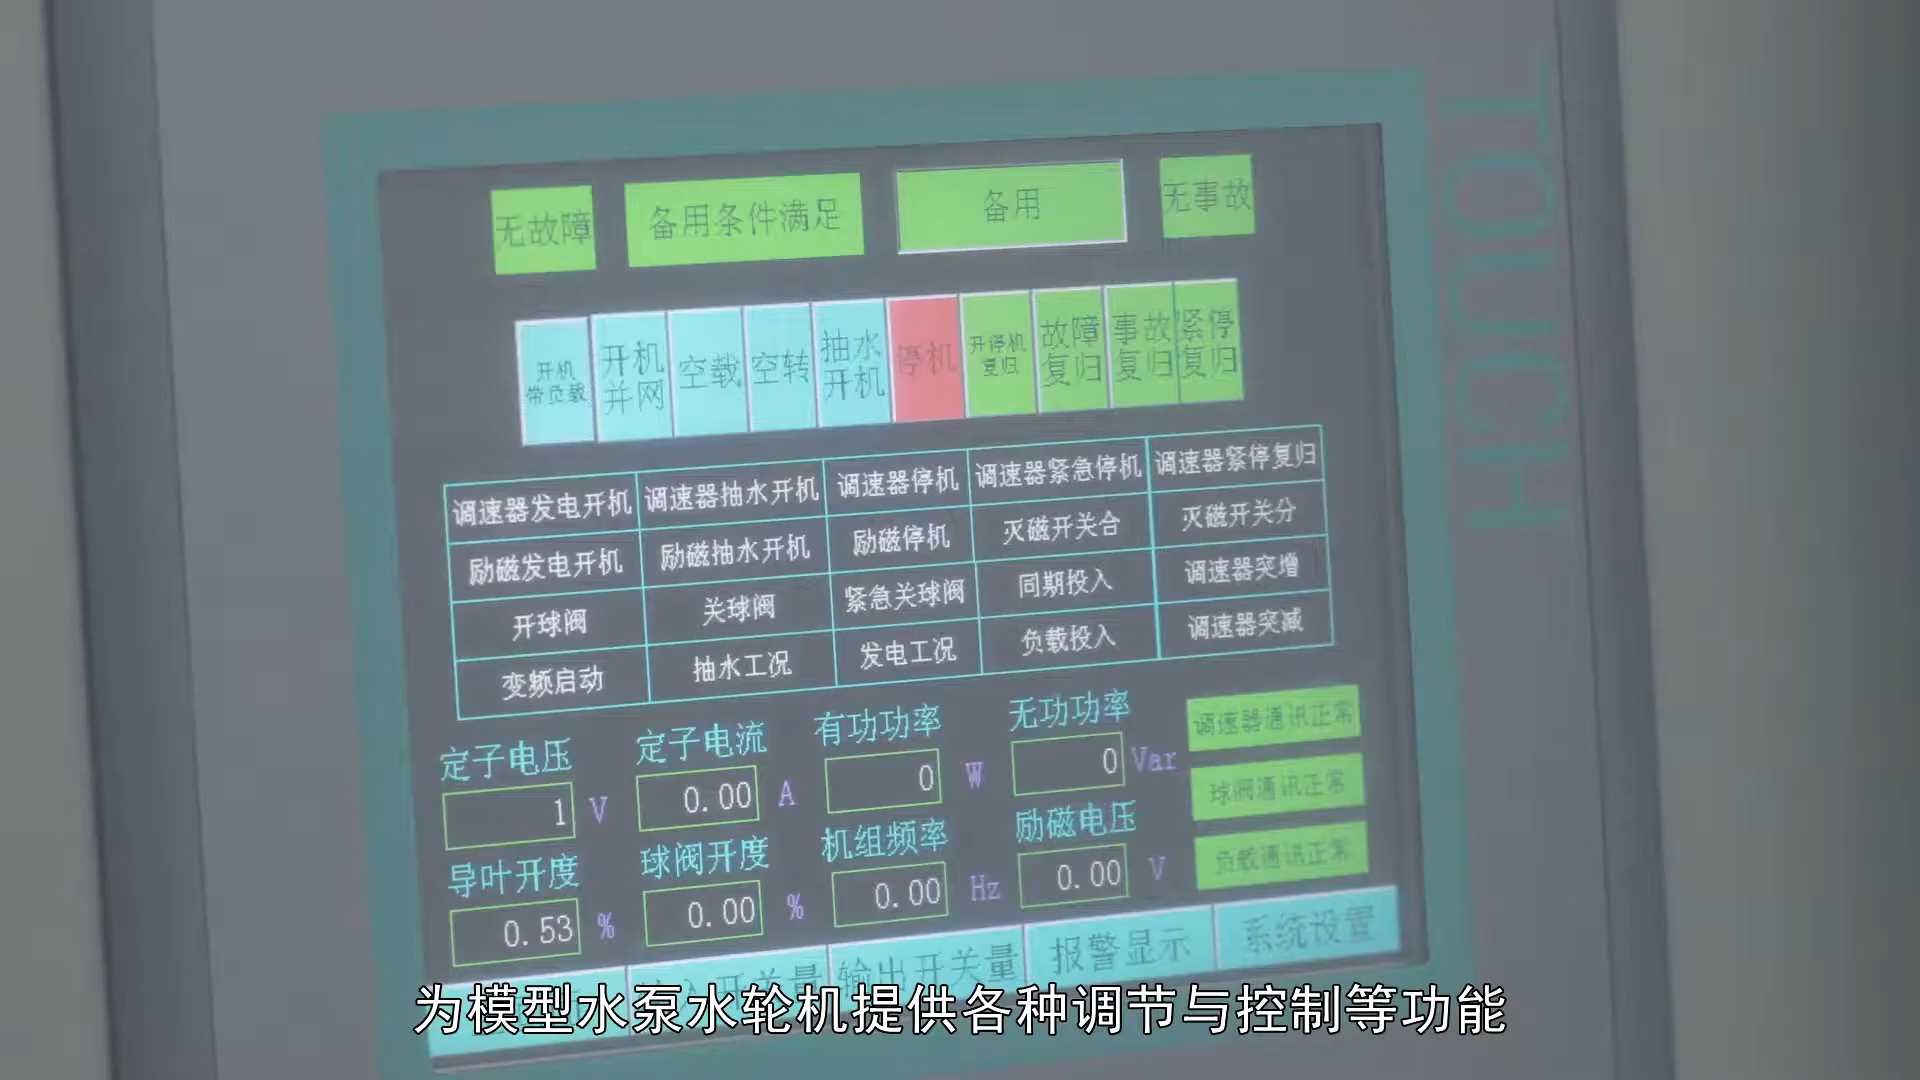 无故障 备用条件满足 备用 无事故
开机带负载 开机并网 空载 空转 抽水开机 停机 开停机复归 故障复归 事故复归 紧停复归
调速器发电开机 调速器抽水开机 调速器停机 调速器紧急停机 调速器紧停复归
励磁发电开机 励磁抽水开机 励磁停机 灭磁开关合 灭磁开关分
开球阀 关球阀 紧急关球阀 同期投入 调速器突增
变频启动 抽水工况 发电工况 负载投入 调速器突减
定子电压 定子电流 有功功率 无功功率
1 V 0.00 A 0 W 0 Var
调速器通讯正常
球阀通讯正常
导叶开度 球阀开度 机组频率 励磁电压
0.53 % 0.00 % 0.00 Hz 0.00 V
负载通讯正常
开关量 输出开关量 报警显示 系统设置
TOUCH
为模型水泵水轮机提供各种调节与控制等功能